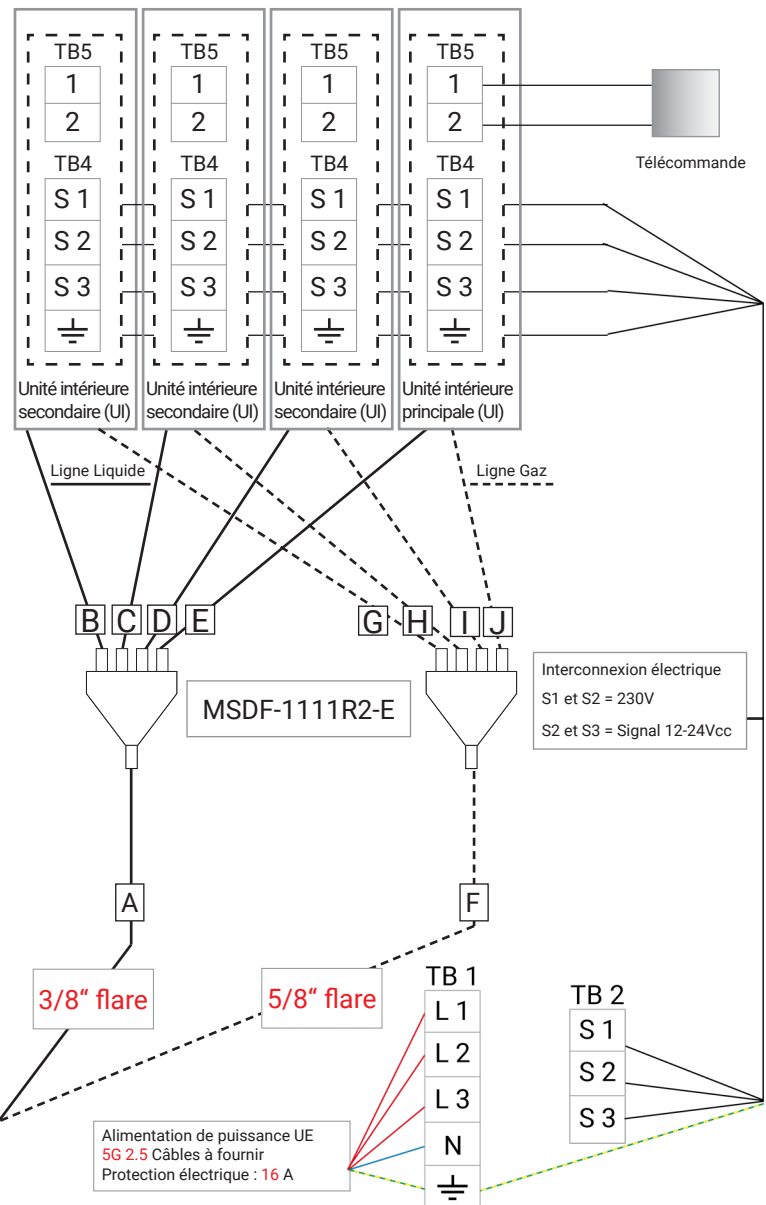 TB5 TB5 TB5 TB5
1 1 1 1
2 2 2 2
Télécommande
TB4 TB4 TB4 TB4
S 1 S 1 S 1 S 1
S 2 S 2 S 2 S 2
S 3 S 3 S 3 S 3
Unité intérieure
secondaire (UI)
Unité intérieure
secondaire (UI)
Unité intérieure
secondaire (UI)
Unité intérieure
principale (UI)
Ligne Liquide
Ligne Gaz
B C D E G H I J
MSDF-1111R2-E
Interconnexion électrique
S1 et S2 = 230V
S2 et S3 = Signal 12-24Vcc
A F
3/8“ flare
5/8“ flare
TB 1
L 1
L 2
L 3
N
TB 2
S 1
S 2
S 3
Alimentation de puissance UE
5G 2.5 Câbles à fournir
Protection électrique : 16 A